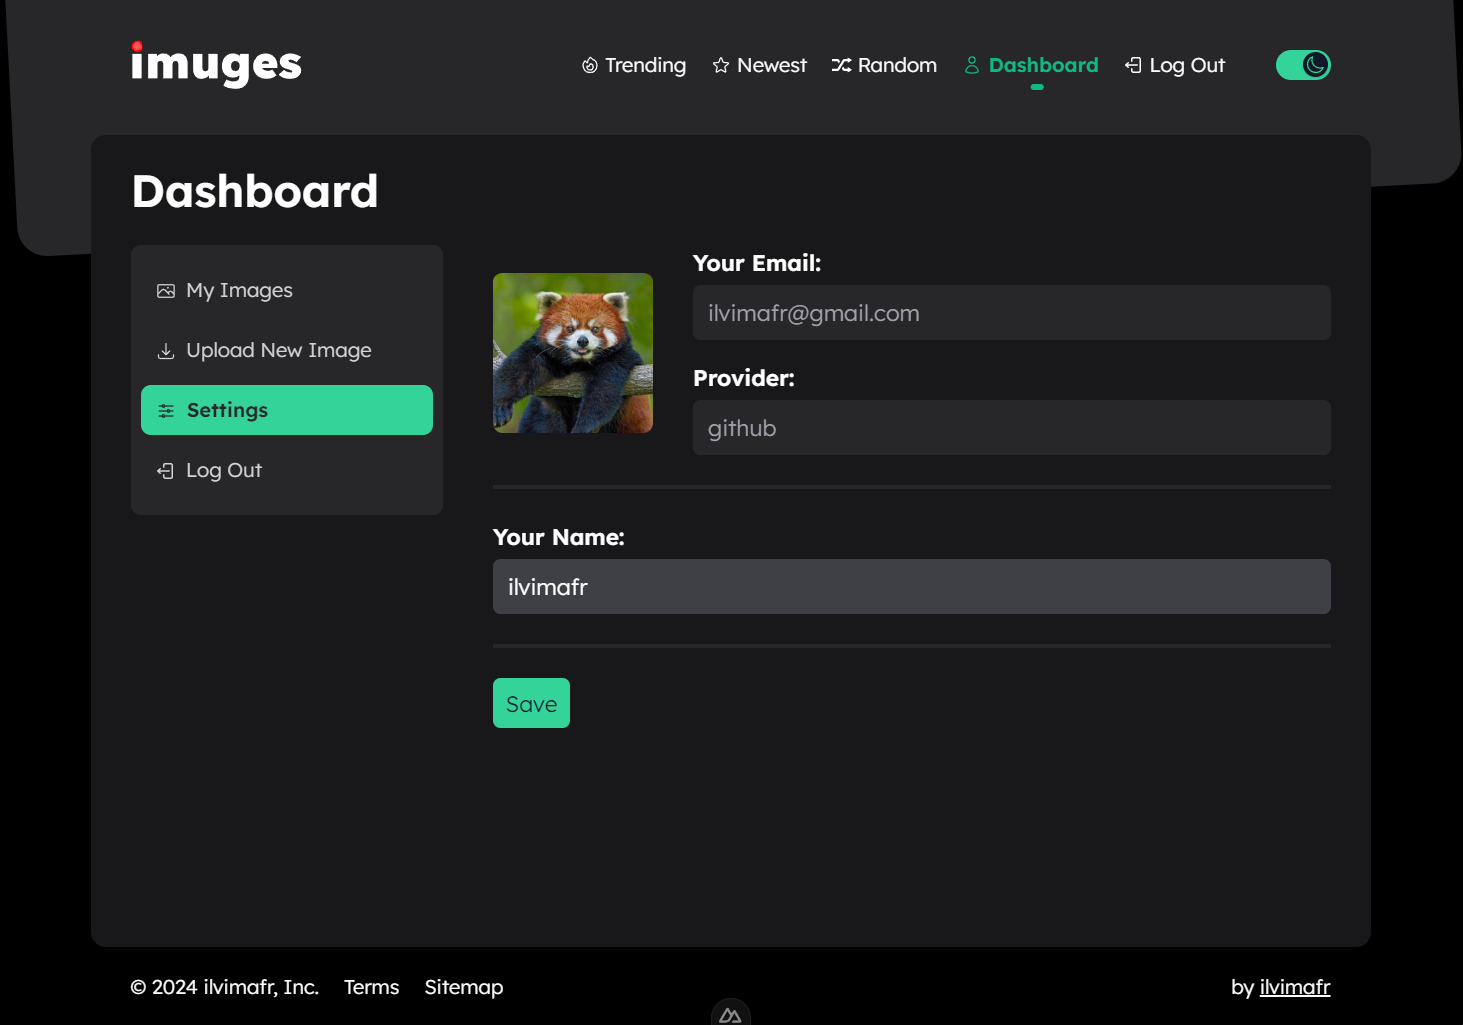 imuges
Trending Newest Random Dashboard Log Out
Dashboard
My Images
Upload New Image
Settings
Log Out
Your Email:
ilvimafr@gmail.com
Provider:
github
Your Name:
ilvimafr
Save
© 2024 ilvimafr, Inc. Terms Sitemap
by ilvimafr